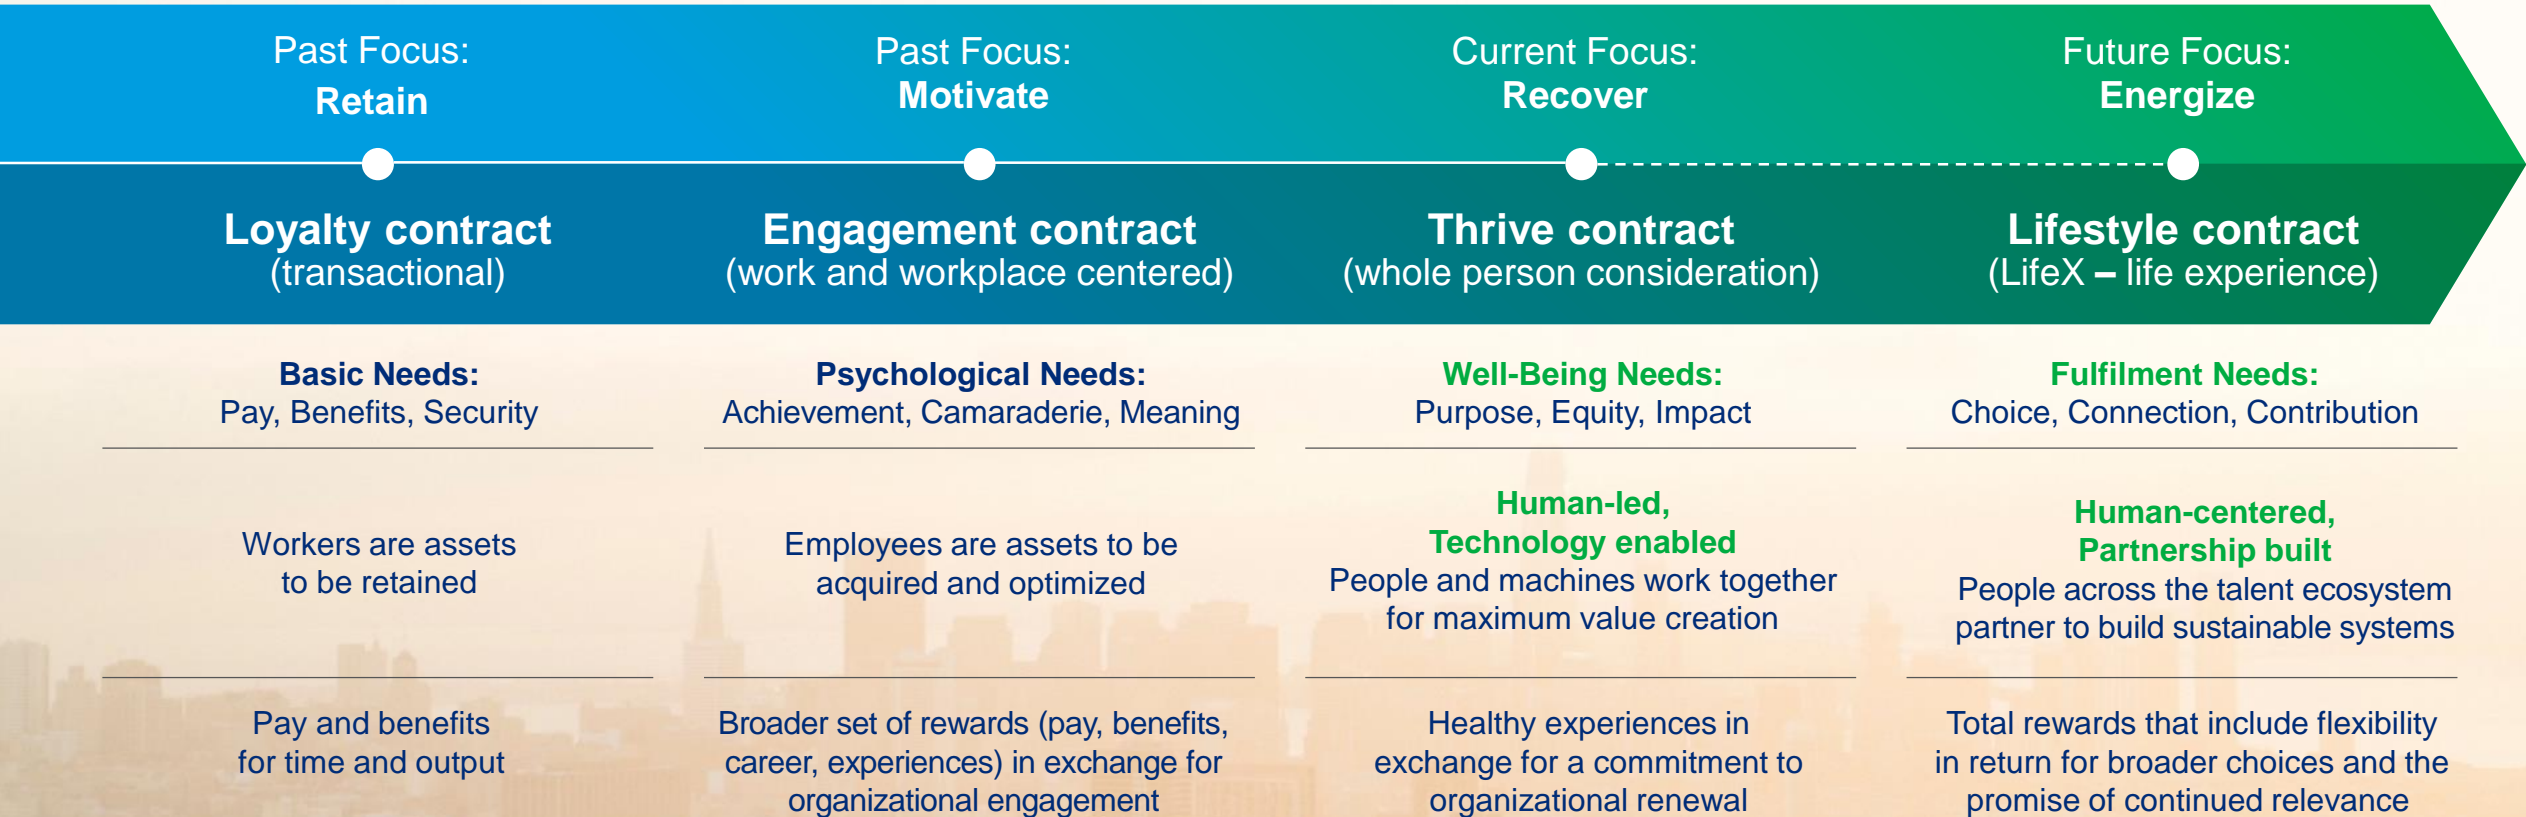 Past Focus:
Retain
Past Focus:
Motivate
Current Focus:
Recover
Future Focus:
Energize
Loyalty contract
(transactional)
Engagement contract
(work and workplace centered)
Thrive contract
(whole person consideration)
Lifestyle contract
(LifeX – life experience)
Basic Needs:
Pay, Benefits, Security
Psychological Needs:
Achievement, Camaraderie, Meaning
Well-Being Needs:
Purpose, Equity, Impact
Fulfilment Needs:
Choice, Connection, Contribution
Workers are assets
to be retained
Employees are assets to be
acquired and optimized
Human-led,
Technology enabled
People and machines work together
for maximum value creation
Human-centered,
Partnership built
People across the talent ecosystem
partner to build sustainable systems
Pay and benefits
for time and output
Broader set of rewards (pay, benefits,
career, experiences) in exchange for
organizational engagement
Healthy experiences in
exchange for a commitment to
organizational renewal
Total rewards that include flexibility
in return for broader choices and the
promise of continued relevance